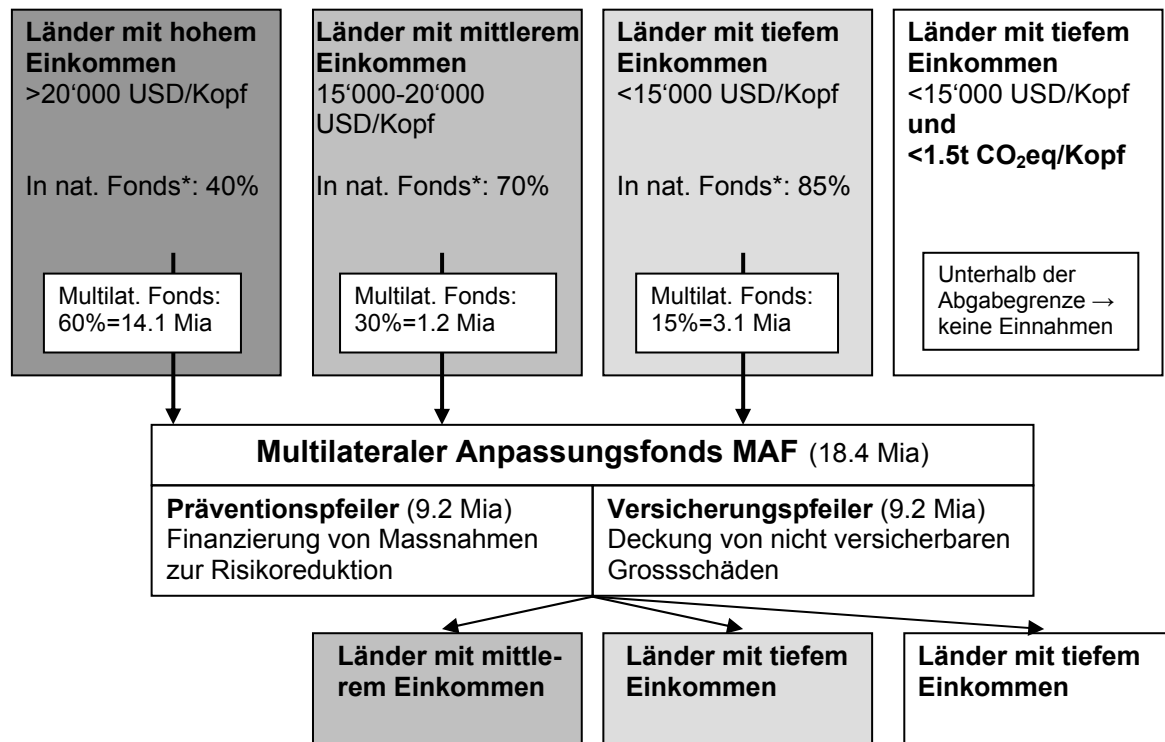 Länder mit hohem
Einkommen
>20‘000 USD/Kopf
In nat. Fonds*: 40%
Multilat. Fonds:
60%=14.1 Mia
Länder mit mittlerem
Einkommen
15‘000-20‘000
USD/Kopf
In nat. Fonds*: 70%
Multilat. Fonds:
30%=1.2 Mia
Länder mit tiefem
Einkommen
<15‘000 USD/Kopf
In nat. Fonds*: 85%
Multilat. Fonds:
15%=3.1 Mia
Länder mit tiefem
Einkommen
<15‘000 USD/Kopf
und
<1.5t CO₂eq/Kopf
Unterhalb der
Abgabegrenze →
keine Einnahmen
Multilateraler Anpassungsfonds MAF (18.4 Mia)
Präventionspfeiler (9.2 Mia)
Finanzierung von Massnahmen
zur Risikoreduktion
Versicherungspfeiler (9.2 Mia)
Deckung von nicht versicherbaren
Grossschäden
Länder mit mittle-
rem Einkommen
Länder mit tiefem
Einkommen
Länder mit tiefem
Einkommen